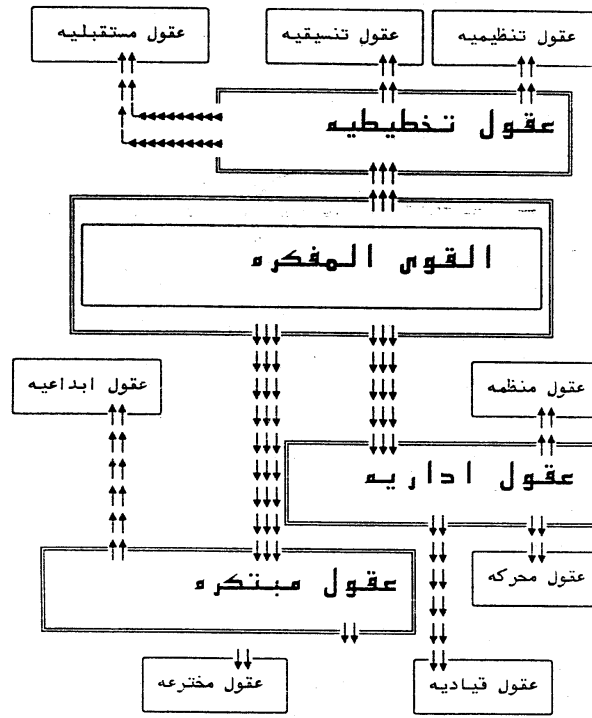 عقول تنظيميه
عقول تنسيقيه
عقول مستقبليه
عقول تخطيطيه
القوى المفكره
عقول ابداعيه
عقول منظمه
عقول اداريه
عقول محركه
عقول مبتكره
عقول قياديه
عقول مخترعه